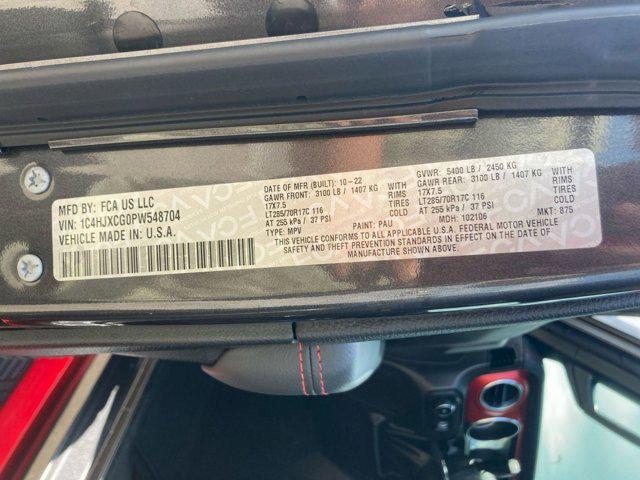 MFD BY: FCA US LLC
VIN: 1C4HJXCG0PW548704
VEHICLE MADE IN U.S.A.
DATE OF MFR (BUILT): 10-22
GAWR FRONT: 3100 LB / 1407 KG WITH
17X7.5 RIMS
LT285/70R17C 116 TIRES
AT 255 kPa / 37 PSI COLD
TYPE: MPV PAINT: PAU
GVWR: 5400 LB / 2450 KG
GAWR REAR: 3100 LB / 1407 KG WITH
17X7.5 RIMS
LT285/70R17C 116 TIRES
AT 255 kPa / 37 PSI COLD
MDH: 102106 MKT: 875
THIS VEHICLE CONFORMS TO ALL APPLICABLE U.S.A. FEDERAL MOTOR VEHICLE
SAFETY AND THEFT PREVENTION STANDARDS IN EFFECT ON THE DATE OF
MANUFACTURE SHOWN ABOVE.